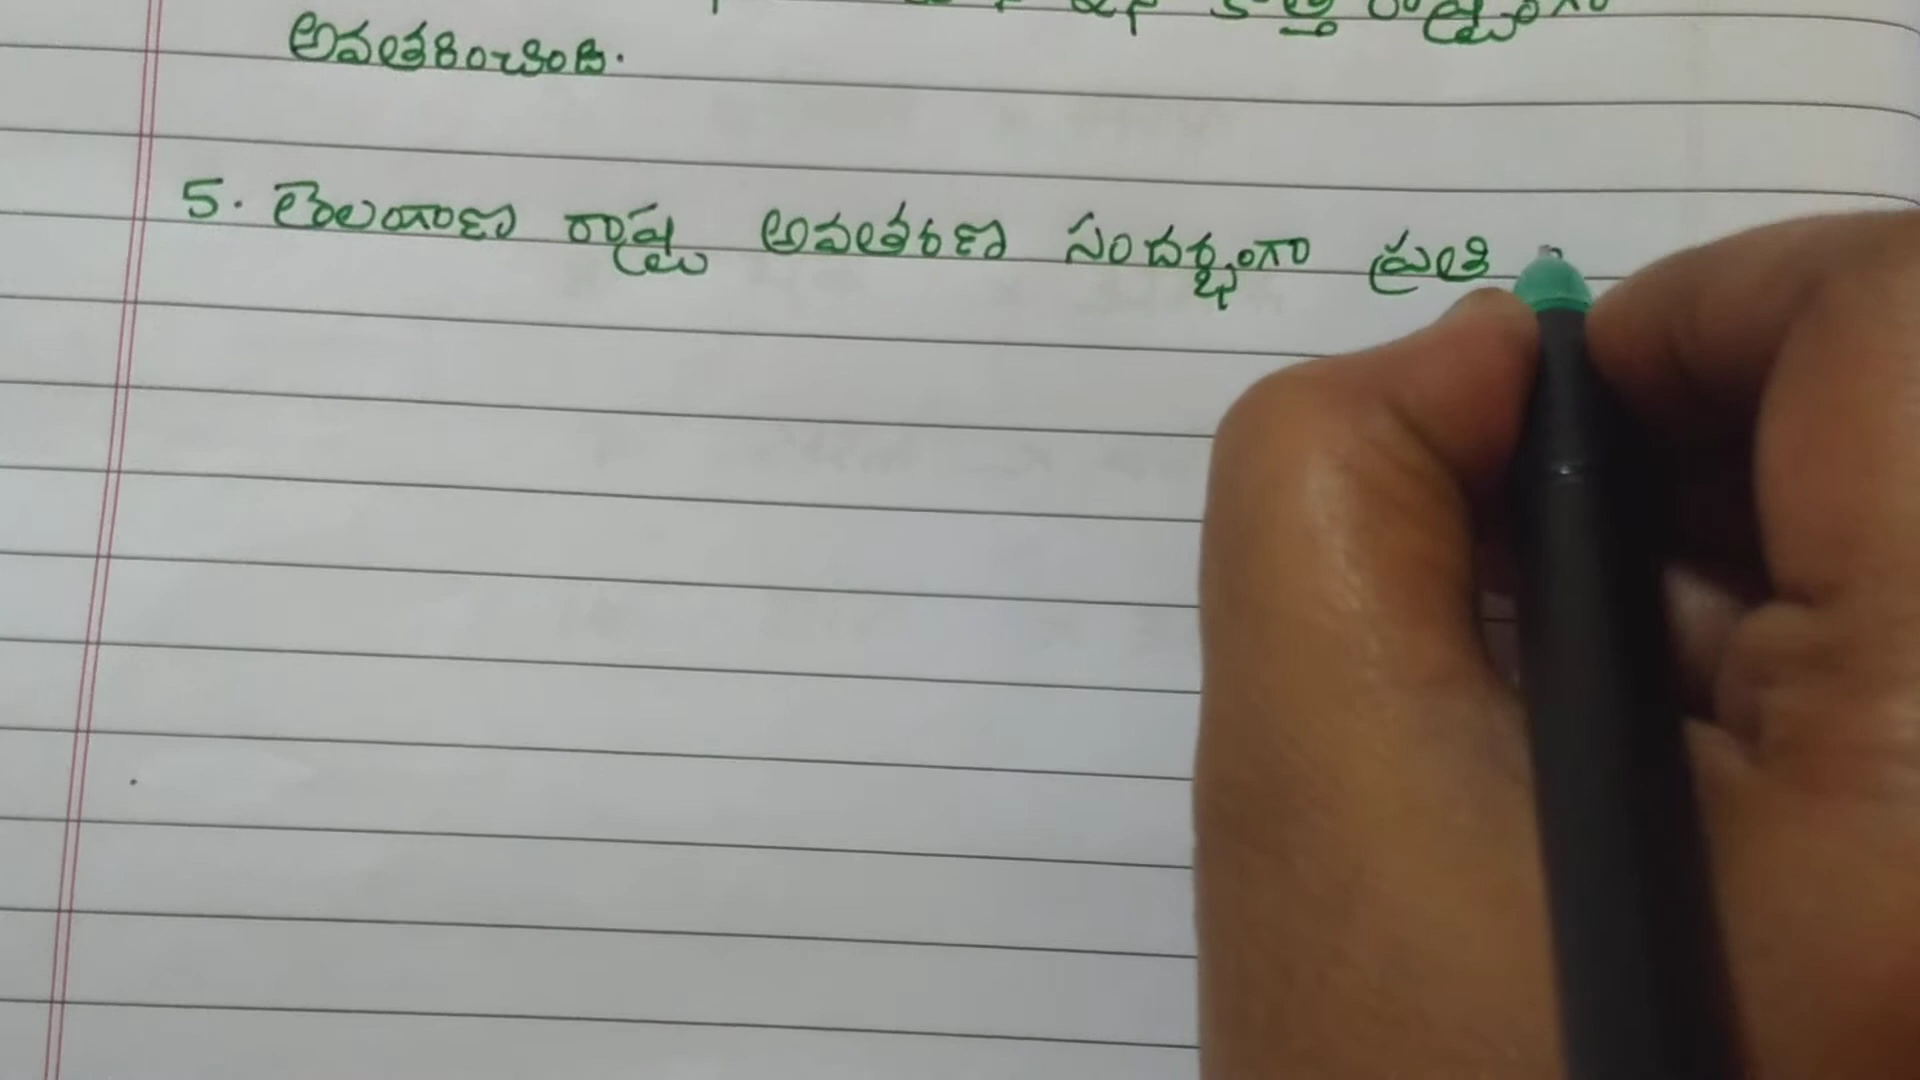 కొత్త రాష్ట్రంగా
అవతరించింది.
5. తెలంగాణ రాష్ట్ర అవతరణ సందర్భంగా ప్రతి